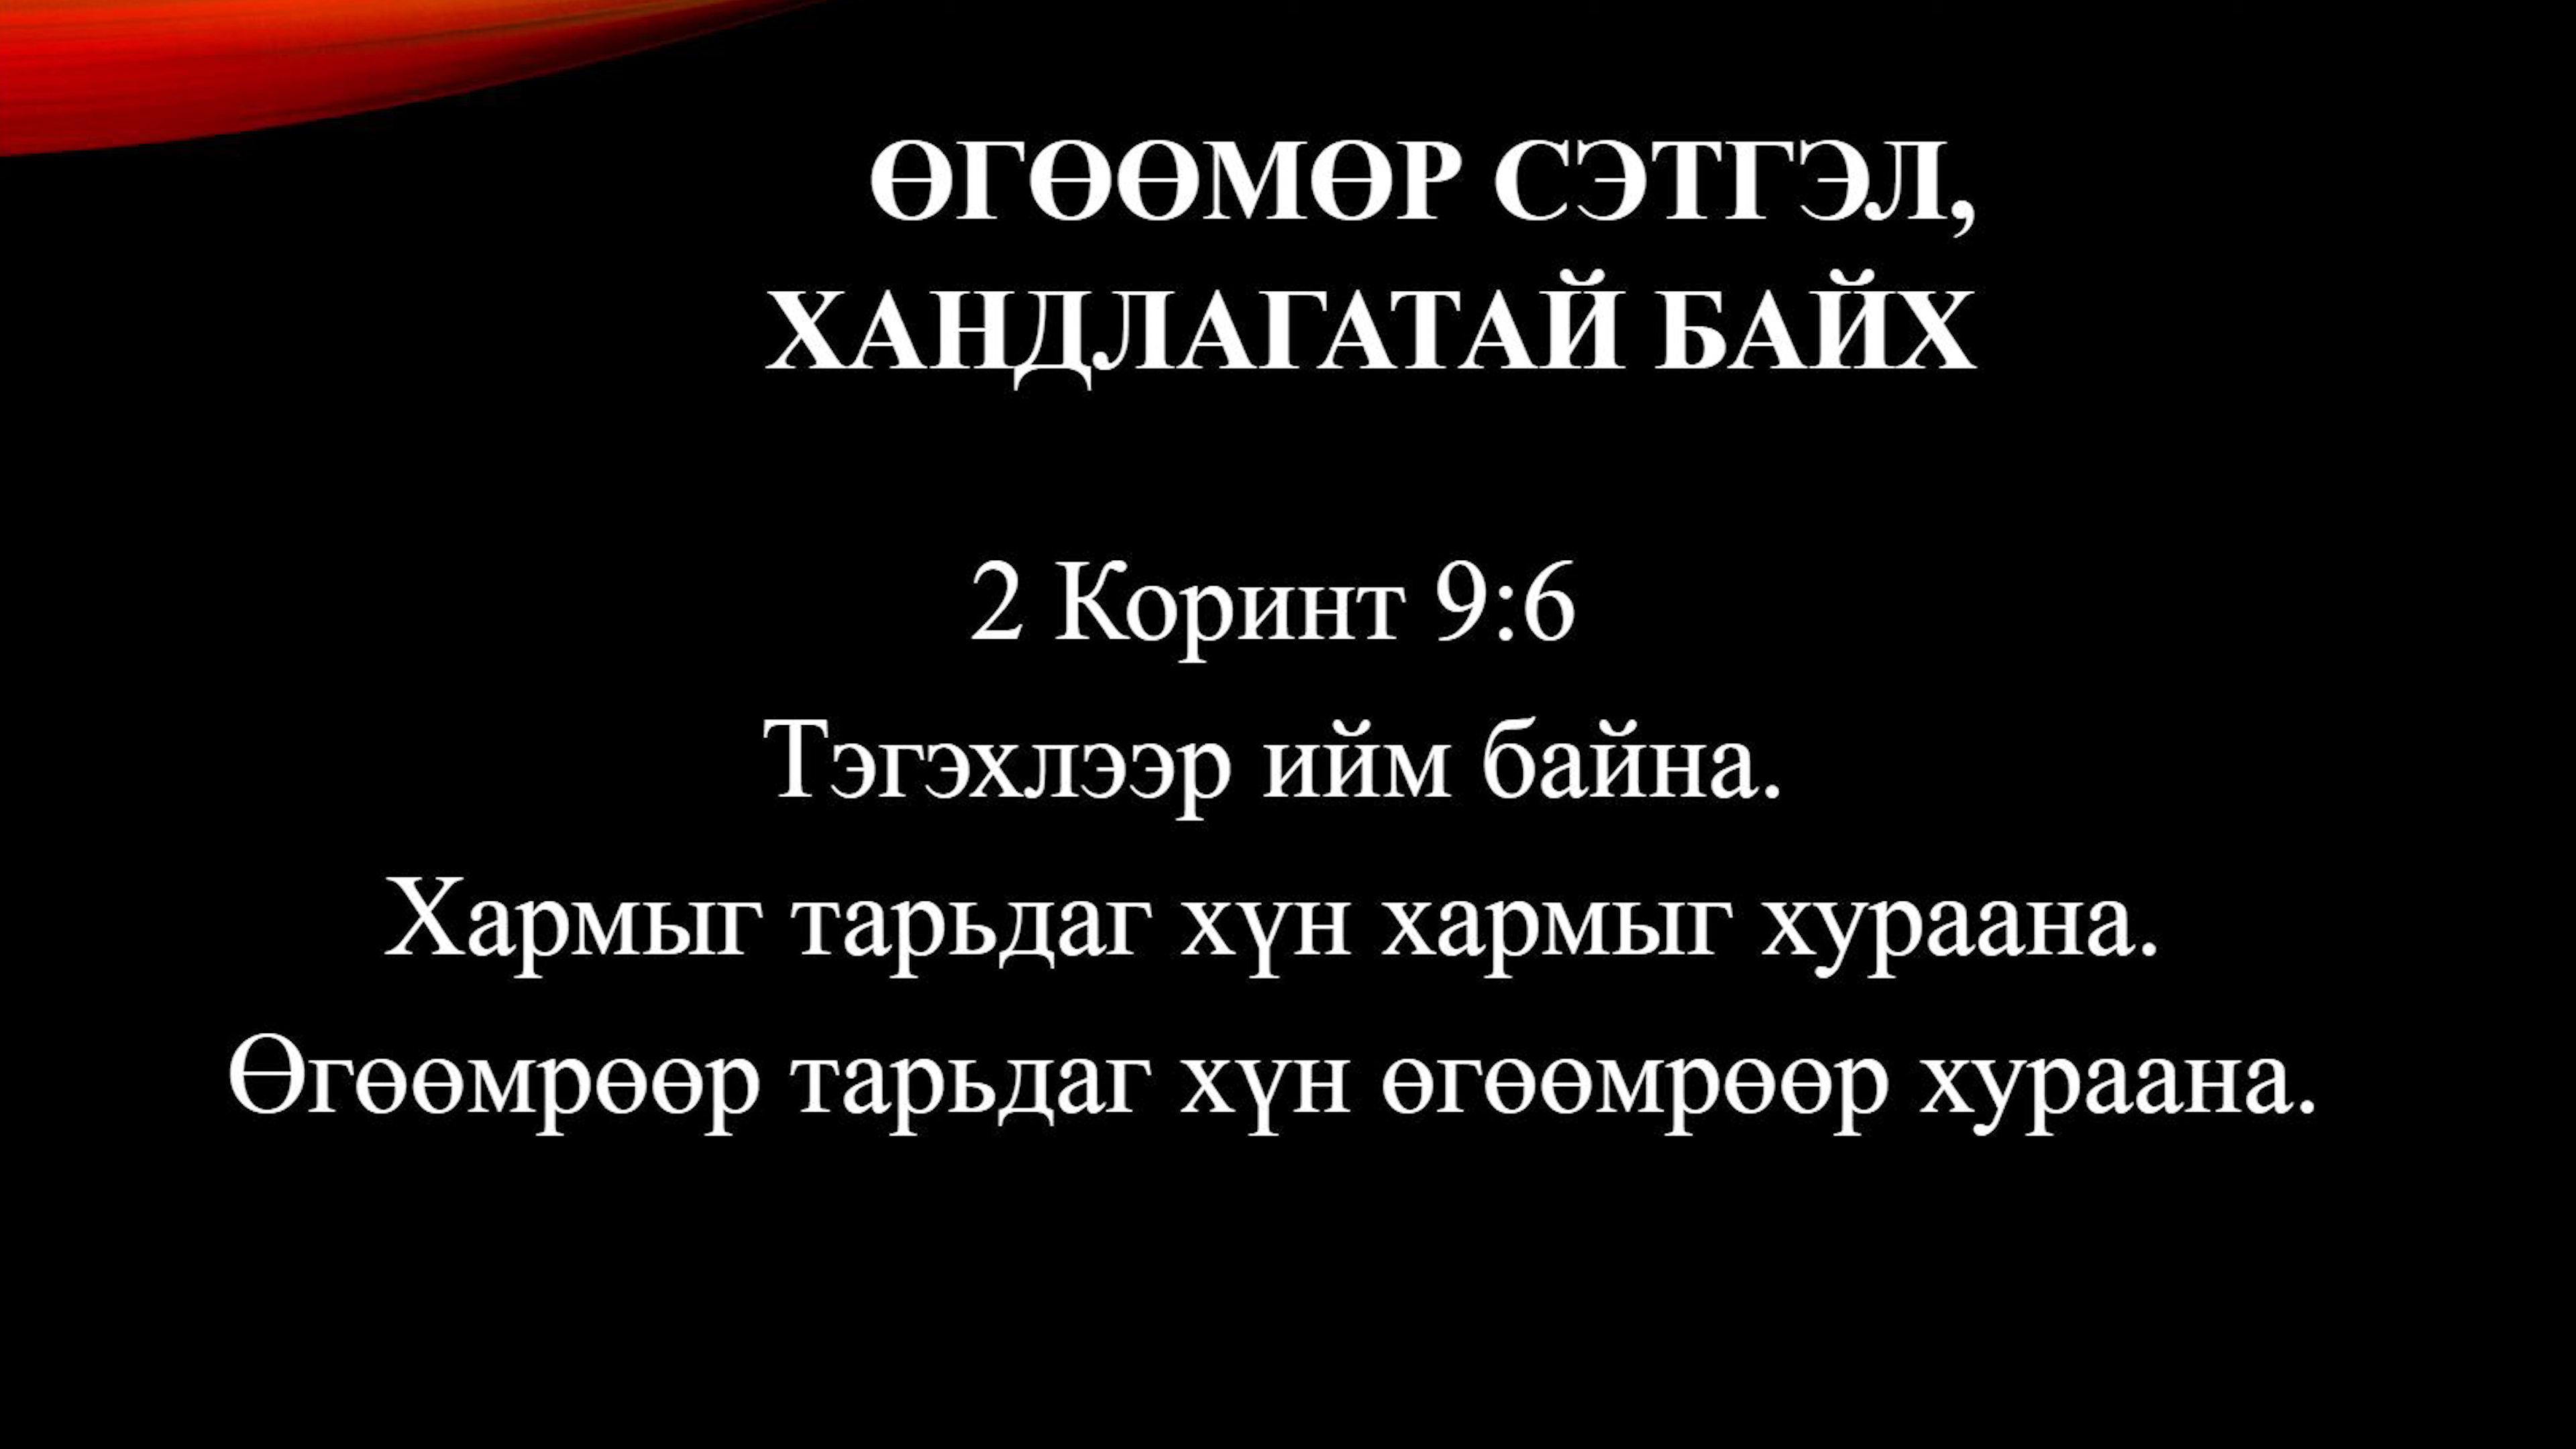 ӨГӨӨМӨР СЭТГЭЛ,
ХАНДЛАГАТАЙ БАЙХ
2 Коринт 9:6
Тэгэхлээр ийм байна.
Хармыг тарьдаг хүн хармыг хураана.
Өгөөмрөөр тарьдаг хүн өгөөмрөөр хураана.